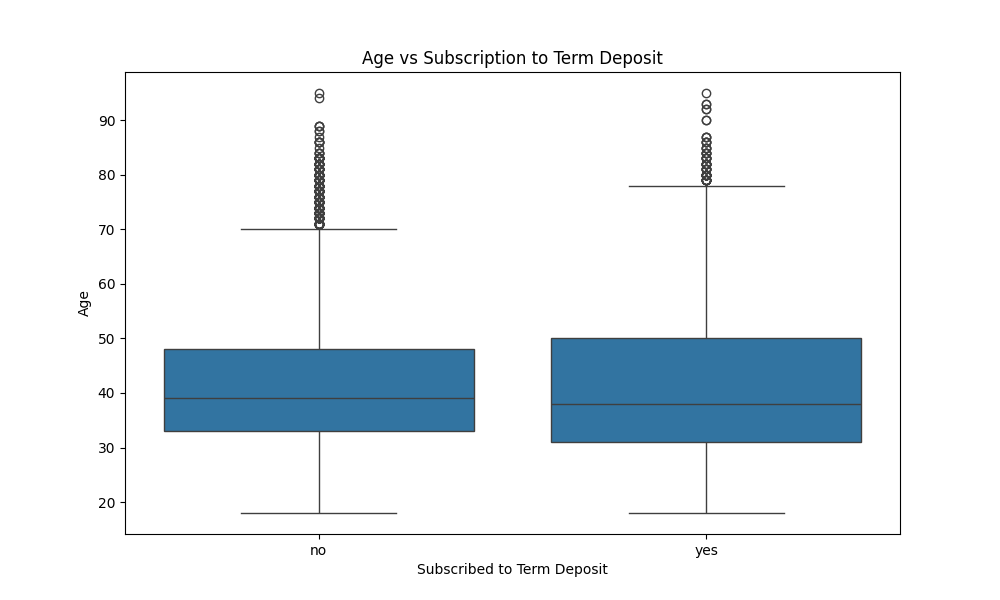 Age vs Subscription to Term Deposit
90
80
70
60
50
40
30
20
Age
no yes
Subscribed to Term Deposit